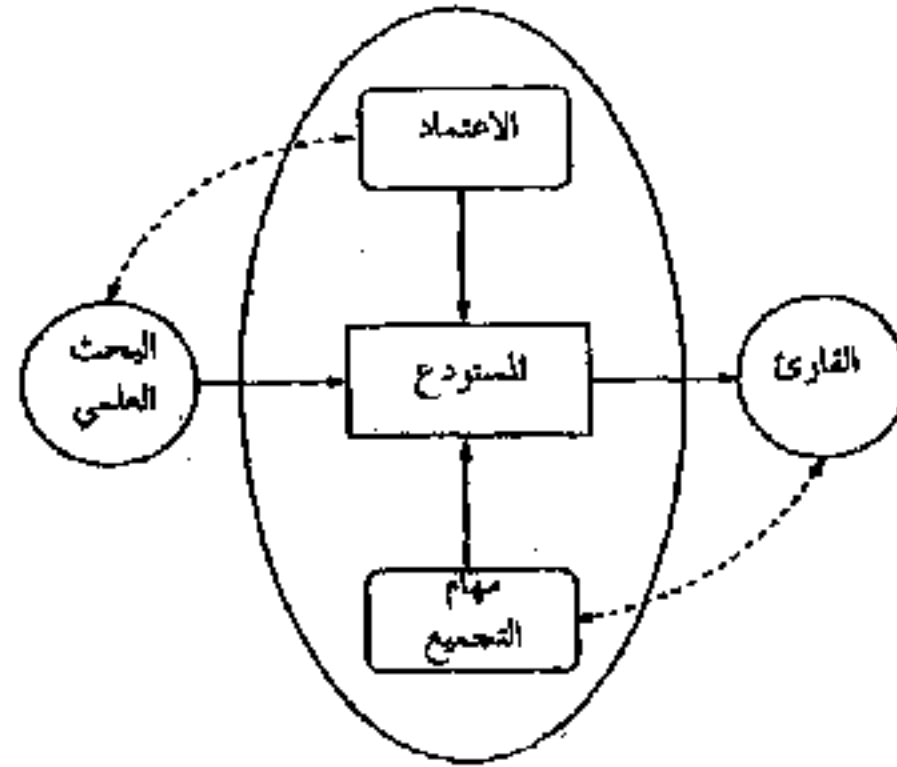 الاعتماد
البحث
العلمي
المستودع
القارئ
مهام
التجميع